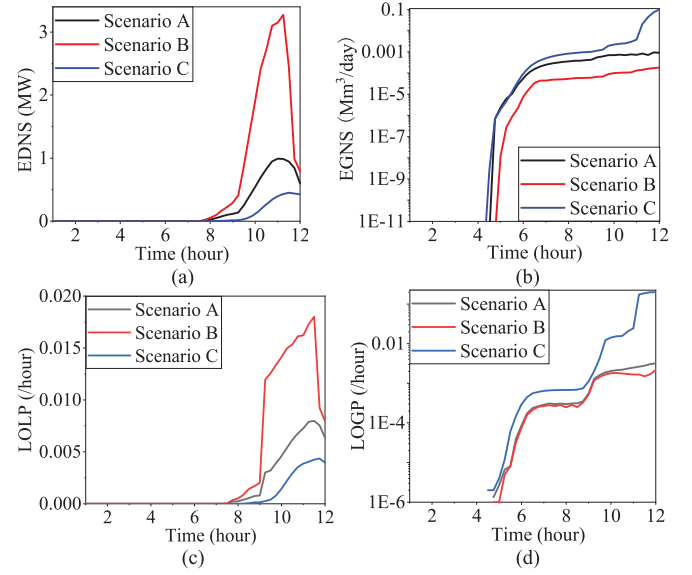 Scenario A
Scenario B
Scenario C
EDNS (MW)
3
2
1
0
2 4 6 8 10 12
Time (hour)
(a)
EGNS (Mm³/day)
0.001
1E-5
1E-7
1E-9
1E-11
Scenario A
Scenario B
Scenario C
2 4 6 8 10 12
Time (hour)
(b)
LOLP (/hour)
0.020
0.015
0.010
0.005
0.000
Scenario A
Scenario B
Scenario C
2 4 6 8 10 12
Time (hour)
(c)
LOGP (/hour)
Scenario A
Scenario B
Scenario C
0.01
1E-4
1E-6
2 4 6 8 10 12
Time (hour)
(d)